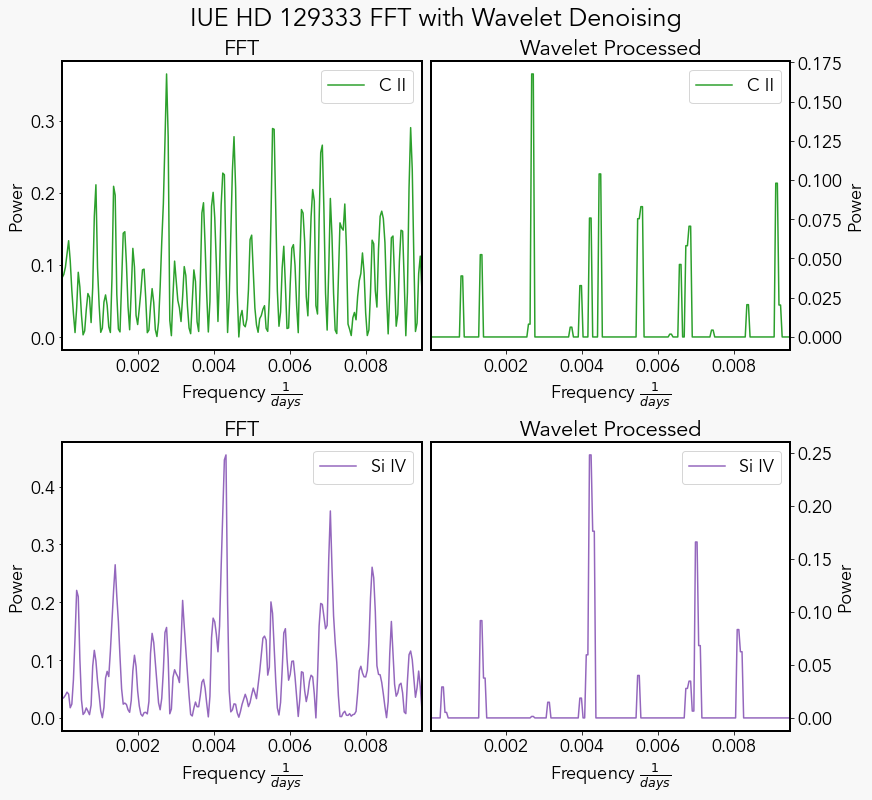 IUE HD 129333 FFT with Wavelet Denoising
FFT
Wavelet Processed
C II
C II
0.3
0.2
0.1
0.0
Power
0.175
0.150
0.125
0.100
0.075
0.050
0.025
0.000
Power
0.002 0.004 0.006 0.008
0.002 0.004 0.006 0.008
Frequency 1/days
Frequency 1/days
FFT
Wavelet Processed
Si IV
Si IV
0.4
0.3
0.2
0.1
0.0
Power
0.25
0.20
0.15
0.10
0.05
0.00
Power
0.002 0.004 0.006 0.008
0.002 0.004 0.006 0.008
Frequency 1/days
Frequency 1/days